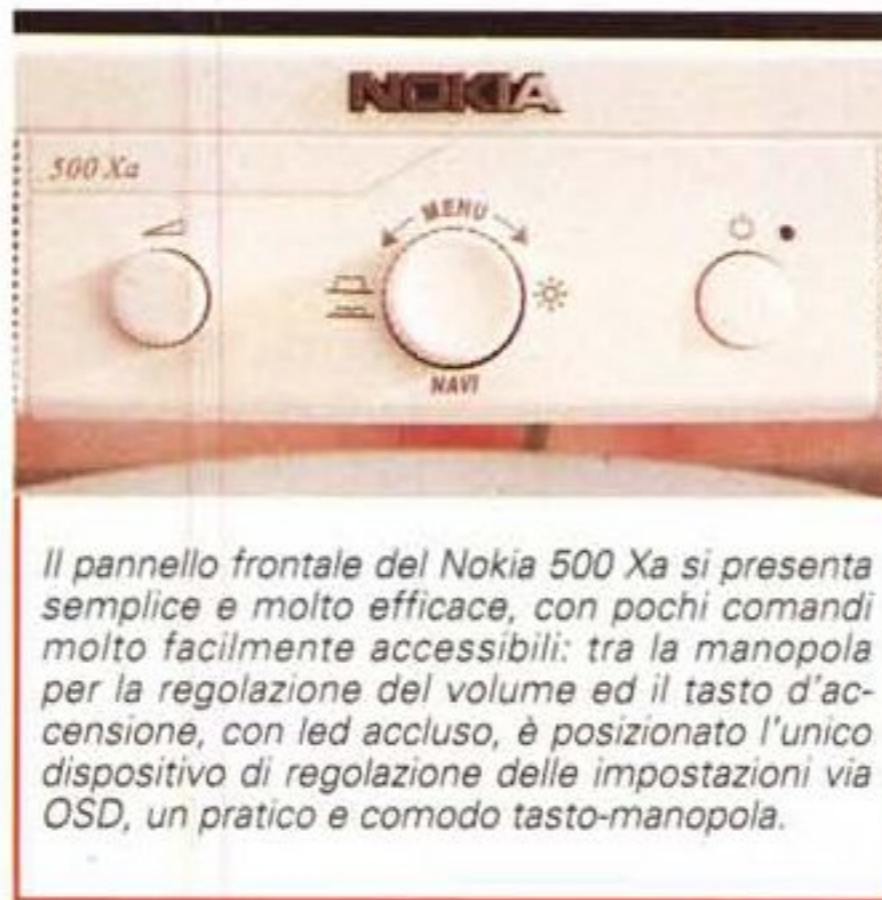 NOKIA
500 Xa
MENU
NAVI
Il pannello frontale del Nokia 500 Xa si presenta
semplice e molto efficace, con pochi comandi
molto facilmente accessibili: tra la manopola
per la regolazione del volume ed il tasto d'ac-
censione, con led accluso, è posizionato l'unico
dispositivo di regolazione delle impostazioni via
OSD, un pratico e comodo tasto-manopola.